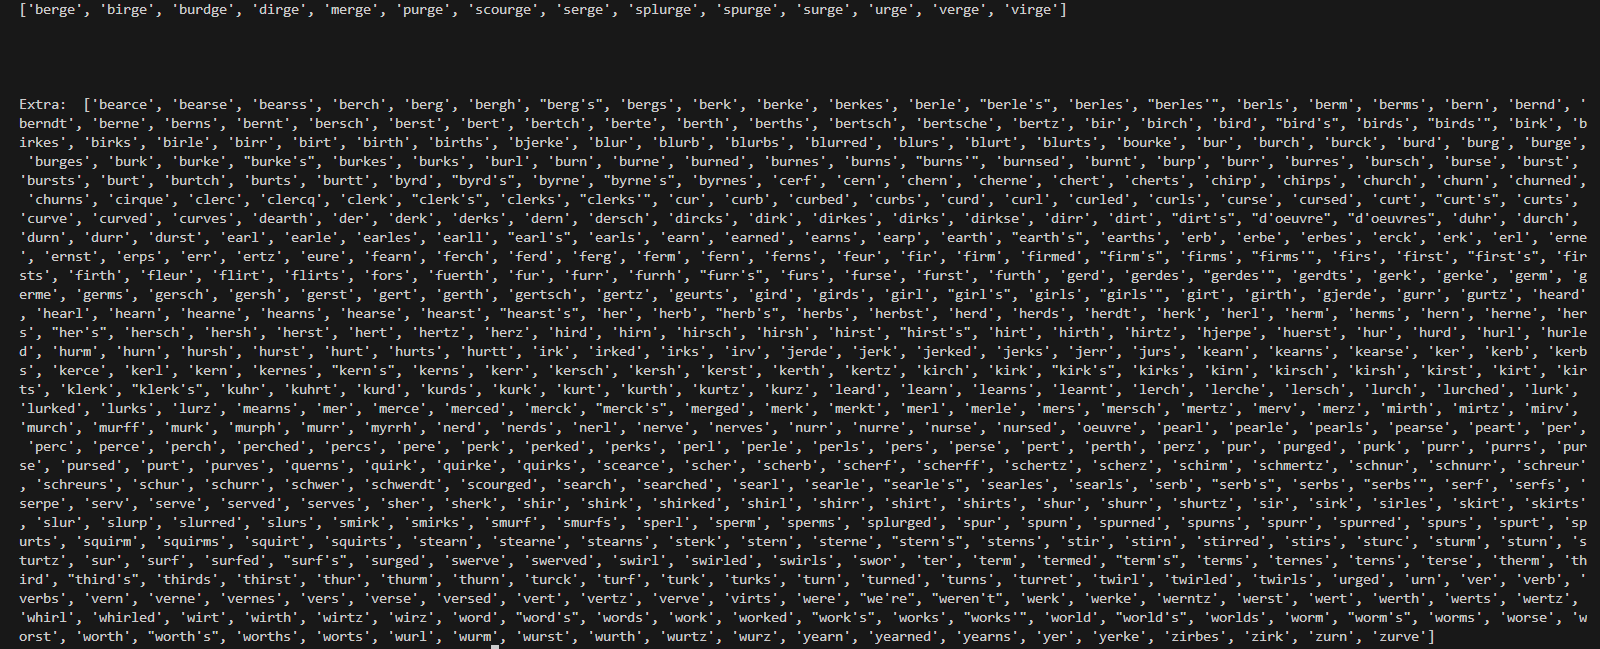 ['berge', 'birge', 'burdge', 'dirge', 'merge', 'purge', 'scourge', 'serge', 'splurge', 'spurge', 'surge', 'urge', 'verge', 'virge']
Extra:  ['bearce', 'bearse', 'bearss', 'berch', 'berg', 'bergh', "berg's", 'bergs', 'berk', 'berke', 'berkes', 'berle', "berle's", 'berles', "berles'", 'berls', 'berm', 'berms', 'bern', 'bernd', '
berndt', 'berne', 'berns', 'bernt', 'bersch', 'berst', 'bert', 'bertch', 'berte', 'berth', 'berths', 'bertsch', 'bertsche', 'bertz', 'bir', 'birch', 'bird', "bird's", 'birds', "birds'", 'birk', 'b
irkes', 'birks', 'birle', 'birr', 'birt', 'birth', 'births', 'bjerke', 'blur', 'blurb', 'blurbs', 'blurred', 'blurs', 'blurt', 'blurts', 'bourke', 'bur', 'burch', 'burck', 'burd', 'burg', 'burge',
 'burges', 'burk', 'burke', "burke's", 'burkes', 'burks', 'burl', 'burn', 'burne', 'burned', 'burnes', 'burns', "burns'", 'burnsed', 'burnt', 'burp', 'burr', 'burres', 'bursch', 'burse', 'burst',
'bursts', 'burt', 'burtch', 'burts', 'burtt', 'byrd', "byrd's", 'byrne', "byrne's", 'byrnes', 'cerf', 'cern', 'chern', 'cherne', 'chert', 'cherts', 'chirp', 'chirps', 'church', 'churn', 'churned',
 'churns', 'cirque', 'clerc', 'clercq', 'clerk', "clerk's", 'clerks', "clerks'", 'cur', 'curb', 'curbed', 'curbs', 'curd', 'curl', 'curled', 'curls', 'curse', 'cursed', 'curt', "curt's", 'curts',
'curve', 'curved', 'curves', 'dearth', 'der', 'derk', 'derks', 'dern', 'dersch', 'dircks', 'dirk', 'dirkes', 'dirks', 'dirkse', 'dirr', 'dirt', "dirt's", "d'oeuvre", "d'oeuvres", 'duhr', 'durch',
'durn', 'durr', 'durst', 'earl', 'earle', 'earles', 'earll', "earl's", 'earls', 'earn', 'earned', 'earns', 'earp', 'earth', "earth's", 'earths', 'erb', 'erbe', 'erbes', 'erck', 'erk', 'erl', 'erne
', 'ernst', 'erps', 'err', 'ertz', 'eure', 'fearn', 'ferch', 'ferd', 'ferg', 'ferm', 'fern', 'ferns', 'feur', 'fir', 'firm', 'firmed', "firm's", 'firms', "firms'", 'firs', 'first', "first's", 'fir
sts', 'firth', 'fleur', 'flirt', 'flirts', 'fors', 'fuerth', 'fur', 'furr', 'furrh', "furr's", 'furs', 'furse', 'furst', 'furth', 'gerd', 'gerdes', "gerdes'", 'gerdts', 'gerk', 'gerke', 'germ', 'g
erme', 'germs', 'gersch', 'gersh', 'gerst', 'gert', 'gerth', 'gertsch', 'gertz', 'geurts', 'gird', 'girds', 'girl', "girl's", 'girls', "girls'", 'girt', 'girth', 'gjerde', 'gurr', 'gurtz', 'heard'
, 'hearl', 'hearn', 'hearne', 'hearns', 'hearse', 'hearst', "hearst's", 'her', 'herb', "herb's", 'herbs', 'herbst', 'herd', 'herds', 'herdt', 'herk', 'herl', 'herm', 'herms', 'hern', 'herne', 'her
s', "her's", 'hersch', 'hersh', 'herst', 'hert', 'hertz', 'herz', 'hird', 'hirn', 'hirsch', 'hirsh', 'hirst', "hirst's", 'hirt', 'hirth', 'hirtz', 'hjerpe', 'huerst', 'hur', 'hurd', 'hurl', 'hurle
d', 'hurm', 'hurn', 'hursh', 'hurst', 'hurt', 'hurts', 'hurtt', 'irk', 'irked', 'irks', 'irv', 'jerde', 'jerk', 'jerked', 'jerks', 'jerr', 'jurs', 'kearn', 'kearns', 'kearse', 'ker', 'kerb', 'kerb
s', 'kerce', 'kerl', 'kern', 'kernes', "kern's", 'kerns', 'kerr', 'kersch', 'kersh', 'kerst', 'kerth', 'kertz', 'kirch', 'kirk', "kirk's", 'kirks', 'kirn', 'kirsch', 'kirsh', 'kirst', 'kirt', 'kir
ts', 'klerk', "klerk's", 'kuhr', 'kuhrt', 'kurd', 'kurds', 'kurk', 'kurt', 'kurth', 'kurtz', 'kurz', 'leard', 'learn', 'learns', 'learnt', 'lerch', 'lerche', 'lersch', 'lurch', 'lurched', 'lurk',
'lurked', 'lurks', 'lurz', 'mearns', 'mer', 'merce', 'merced', 'merck', "merck's", 'merged', 'merk', 'merkt', 'merl', 'merle', 'mers', 'mersch', 'mertz', 'merv', 'merz', 'mirth', 'mirtz', 'mirv',
'murch', 'murff', 'murk', 'murph', 'murr', 'myrrh', 'nerd', 'nerds', 'nerl', 'nerve', 'nerves', 'nurr', 'nurre', 'nurse', 'nursed', 'oeuvre', 'pearl', 'pearle', 'pearls', 'pearse', 'peart', 'per',
 'perc', 'perce', 'perch', 'perched', 'percs', 'pere', 'perk', 'perked', 'perks', 'perl', 'perle', 'perls', 'pers', 'perse', 'pert', 'perth', 'perz', 'pur', 'purged', 'purk', 'purr', 'purrs', 'pur
se', 'pursed', 'purt', 'purves', 'querns', 'quirk', 'quirke', 'quirks', 'scearce', 'scher', 'scherb', 'scherf', 'scherff', 'schertz', 'scherz', 'schirm', 'schmertz', 'schnur', 'schnurr', 'schreur'
, 'schreurs', 'schur', 'schurr', 'schwer', 'schwerdt', 'scourged', 'search', 'searched', 'searl', 'searle', "searle's", 'searles', 'searls', 'serb', "serb's", 'serbs', "serbs'", 'serf', 'serfs', '
serpe', 'serv', 'serve', 'served', 'serves', 'sher', 'sherk', 'shir', 'shirk', 'shirked', 'shirl', 'shirr', 'shirt', 'shirts', 'shur', 'shurr', 'shurtz', 'sir', 'sirk', 'sirles', 'skirt', 'skirts'
, 'slur', 'slurp', 'slurred', 'slurs', 'smirk', 'smirks', 'smurf', 'smurfs', 'sperl', 'sperm', 'sperms', 'splurged', 'spur', 'spurn', 'spurned', 'spurns', 'spurr', 'spurred', 'spurs', 'spurt', 'sp
urts', 'squirm', 'squirms', 'squirt', 'squirts', 'stearn', 'stearne', 'stearns', 'sterk', 'stern', 'sterne', "stern's", 'sterns', 'stir', 'stirn', 'stirred', 'stirs', 'sturc', 'sturm', 'sturn', 's
turtz', 'sur', 'surf', 'surfed', "surf's", 'surged', 'swerve', 'swerved', 'swirl', 'swirled', 'swirls', 'swor', 'ter', 'term', 'termed', "term's", 'terms', 'ternes', 'terns', 'terse', 'therm', 'th
ird', "third's", 'thirds', 'thirst', 'thur', 'thurm', 'thurn', 'turck', 'turf', 'turk', 'turks', 'turn', 'turned', 'turns', 'turret', 'twirl', 'twirled', 'twirls', 'urged', 'urn', 'ver', 'verb', '
verbs', 'vern', 'verne', 'vernes', 'vers', 'verse', 'versed', 'vert', 'vertz', 'verve', 'virts', 'were', "we're", "weren't", 'werk', 'werke', 'werntz', 'werst', 'wert', 'werth', 'werts', 'wertz',
'whirl', 'whirled', 'wirt', 'wirth', 'wirtz', 'wirz', 'word', "word's", 'words', 'work', 'worked', "work's", 'works', "works'", 'world', "world's", 'worlds', 'worm', "worm's", 'worms', 'worse', 'w
orst', 'worth', "worth's", 'worths', 'worts', 'wurl', 'wurm', 'wurst', 'wurth', 'wurtz', 'wurz', 'yearn', 'yearned', 'yearns', 'yer', 'yerke', 'zirbes', 'zirk', 'zurn', 'zurve']